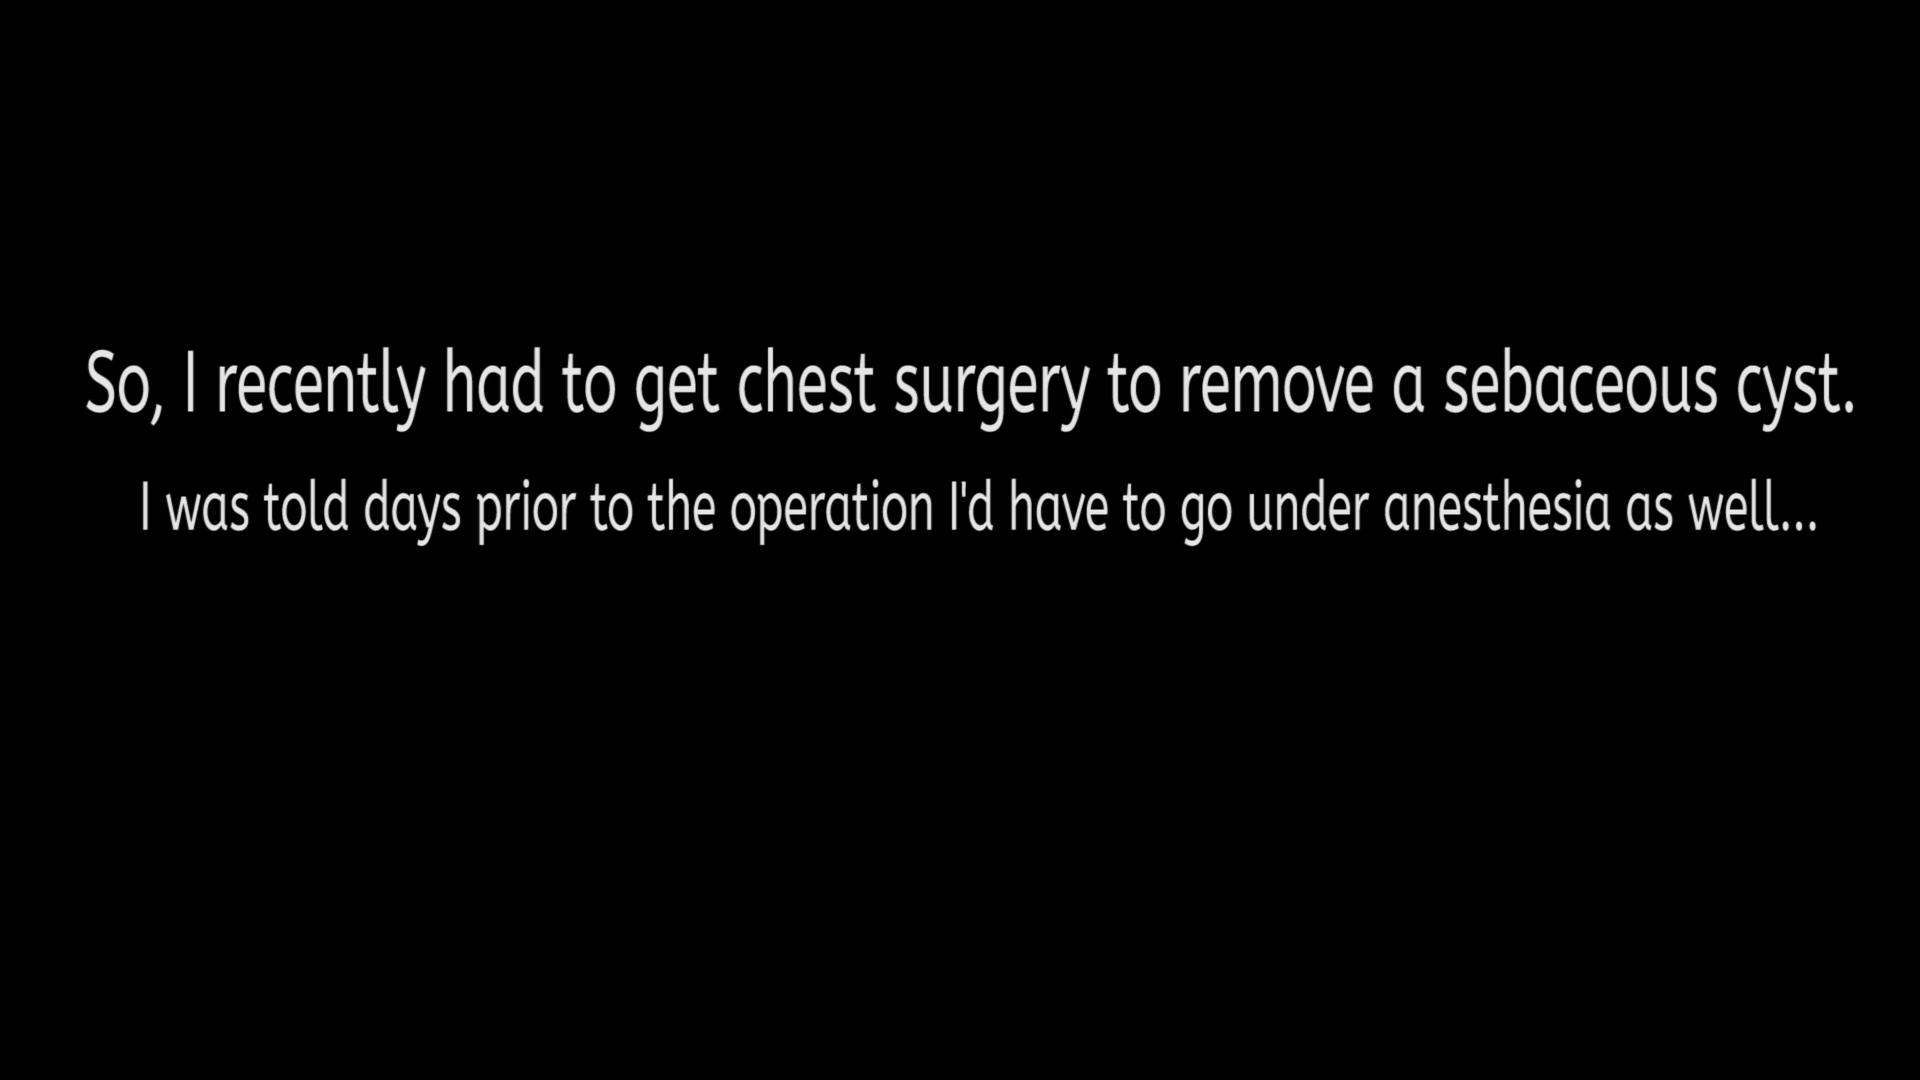 So, I recently had to get chest surgery to remove a sebaceous cyst.
I was told days prior to the operation I'd have to go under anesthesia as well...